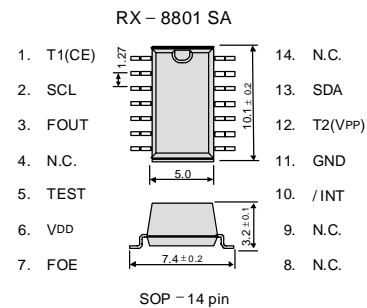 RX – 8801 SA
1. T1(CE)
2. SCL
3. FOUT
4. N.C.
5. TEST
6. VDD
7. FOE
1.27
10.1 ± 0.2
5.0
3.2 ± 0.1
7.4 ± 0.2
14. N.C.
13. SDA
12. T2(VPP)
11. GND
10. / INT
9. N.C.
8. N.C.
SOP – 14 pin